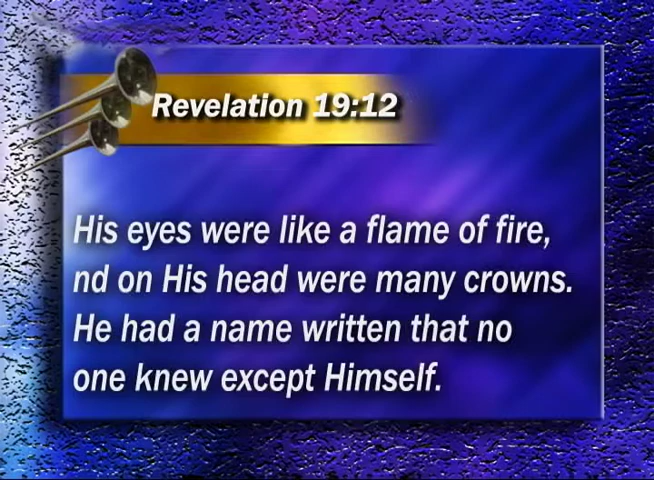 Revelation 19:12
His eyes were like a flame of fire,
nd on His head were many crowns.
He had a name written that no
one knew except Himself.